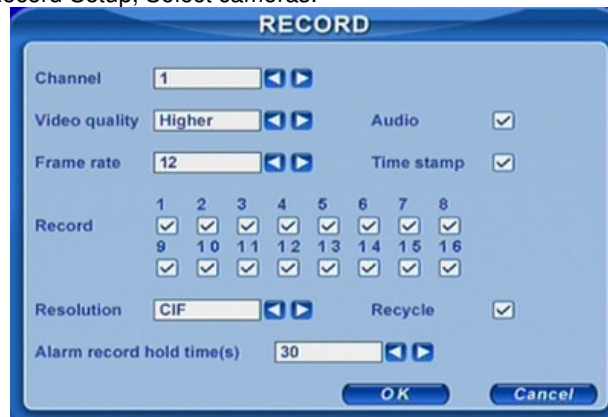 Record Setup, Select cameras.
RECORD
Channel 1
Video quality Higher Audio
Frame rate 12 Time stamp
1 2 3 4 5 6 7 8
Record
9 10 11 12 13 14 15 16
Resolution CIF Recycle
Alarm record hold time(s) 30
OK Cancel